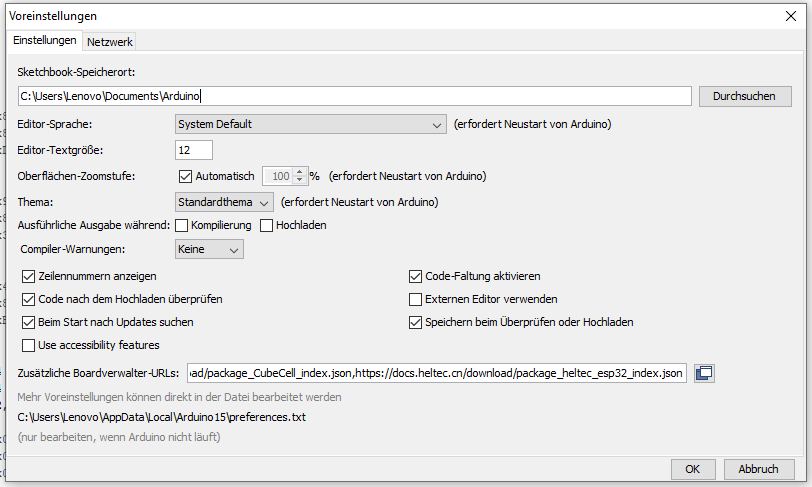 Voreinstellungen
Einstellungen Netzwerk
Sketchbook-Speicherort:
C:\Users\Lenovo\Documents\Arduino Durchsuchen
Editor-Sprache: System Default (erfordert Neustart von Arduino)
Editor-Textgröße: 12
Oberflächen-Zoomstufe: Automatisch 100 % (erfordert Neustart von Arduino)
Thema: Standardthema (erfordert Neustart von Arduino)
Ausführliche Ausgabe während: Kompilierung Hochladen
Compiler-Warnungen: Keine
Zeilennummern anzeigen Code-Faltung aktivieren
Code nach dem Hochladen überprüfen Externen Editor verwenden
Beim Start nach Updates suchen Speichern beim Überprüfen oder Hochladen
Use accessibility features
Zusätzliche Boardverwalter-URLs: oad/package_CubeCell_index.json,https://docs.heltec.cn/download/package_heltec_esp32_index.json
Mehr Voreinstellungen können direkt in der Datei bearbeitet werden
C:\Users\Lenovo\AppData\Local\Arduino15\preferences.txt
(nur bearbeiten, wenn Arduino nicht läuft)
OK Abbruch